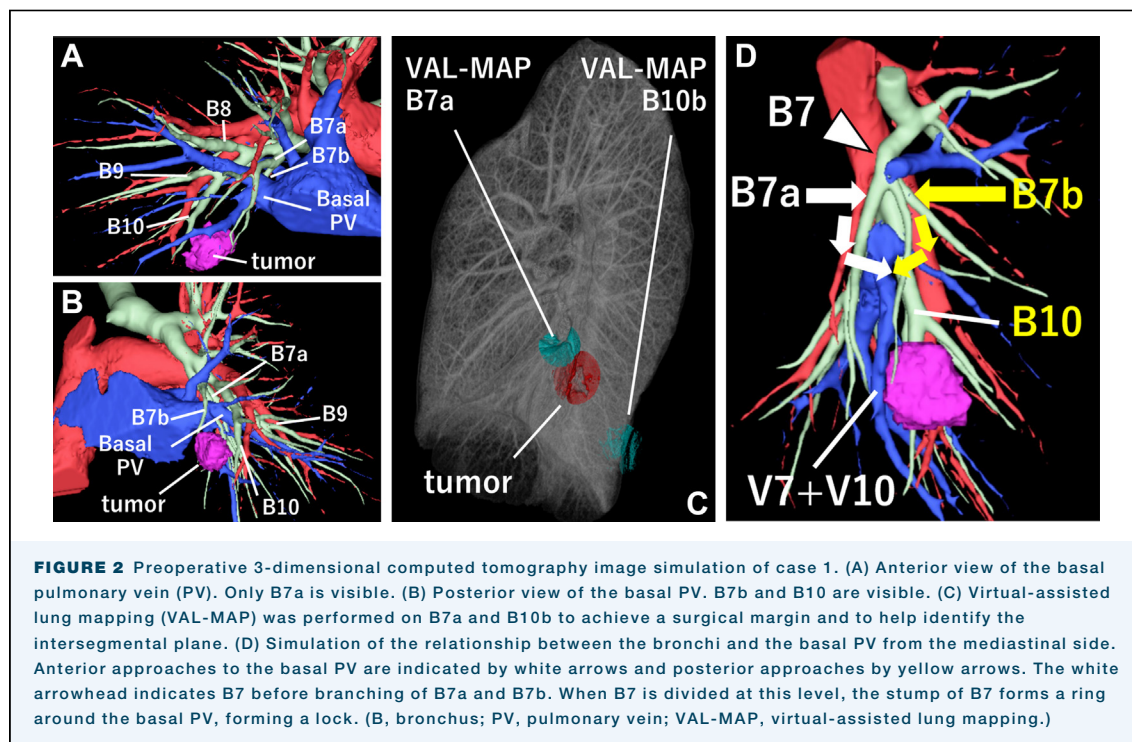 A
B8
B7a
B7b
B9
Basal
PV
B10
tumor
B
B7a
B7b
B9
Basal
PV
tumor
B10
VAL-MAP
B7a
VAL-MAP
B10b
tumor
C
D
B7
B7a
B7b
B10
V7+V10
FIGURE 2 Preoperative 3-dimensional computed tomography image simulation of case 1. (A) Anterior view of the basal
pulmonary vein (PV). Only B7a is visible. (B) Posterior view of the basal PV. B7b and B10 are visible. (C) Virtual-assisted
lung mapping (VAL-MAP) was performed on B7a and B10b to achieve a surgical margin and to help identify the
intersegmental plane. (D) Simulation of the relationship between the bronchi and the basal PV from the mediastinal side.
Anterior approaches to the basal PV are indicated by white arrows and posterior approaches by yellow arrows. The white
arrowhead indicates B7 before branching of B7a and B7b. When B7 is divided at this level, the stump of B7 forms a ring
around the basal PV, forming a lock. (B, bronchus; PV, pulmonary vein; VAL-MAP, virtual-assisted lung mapping.)